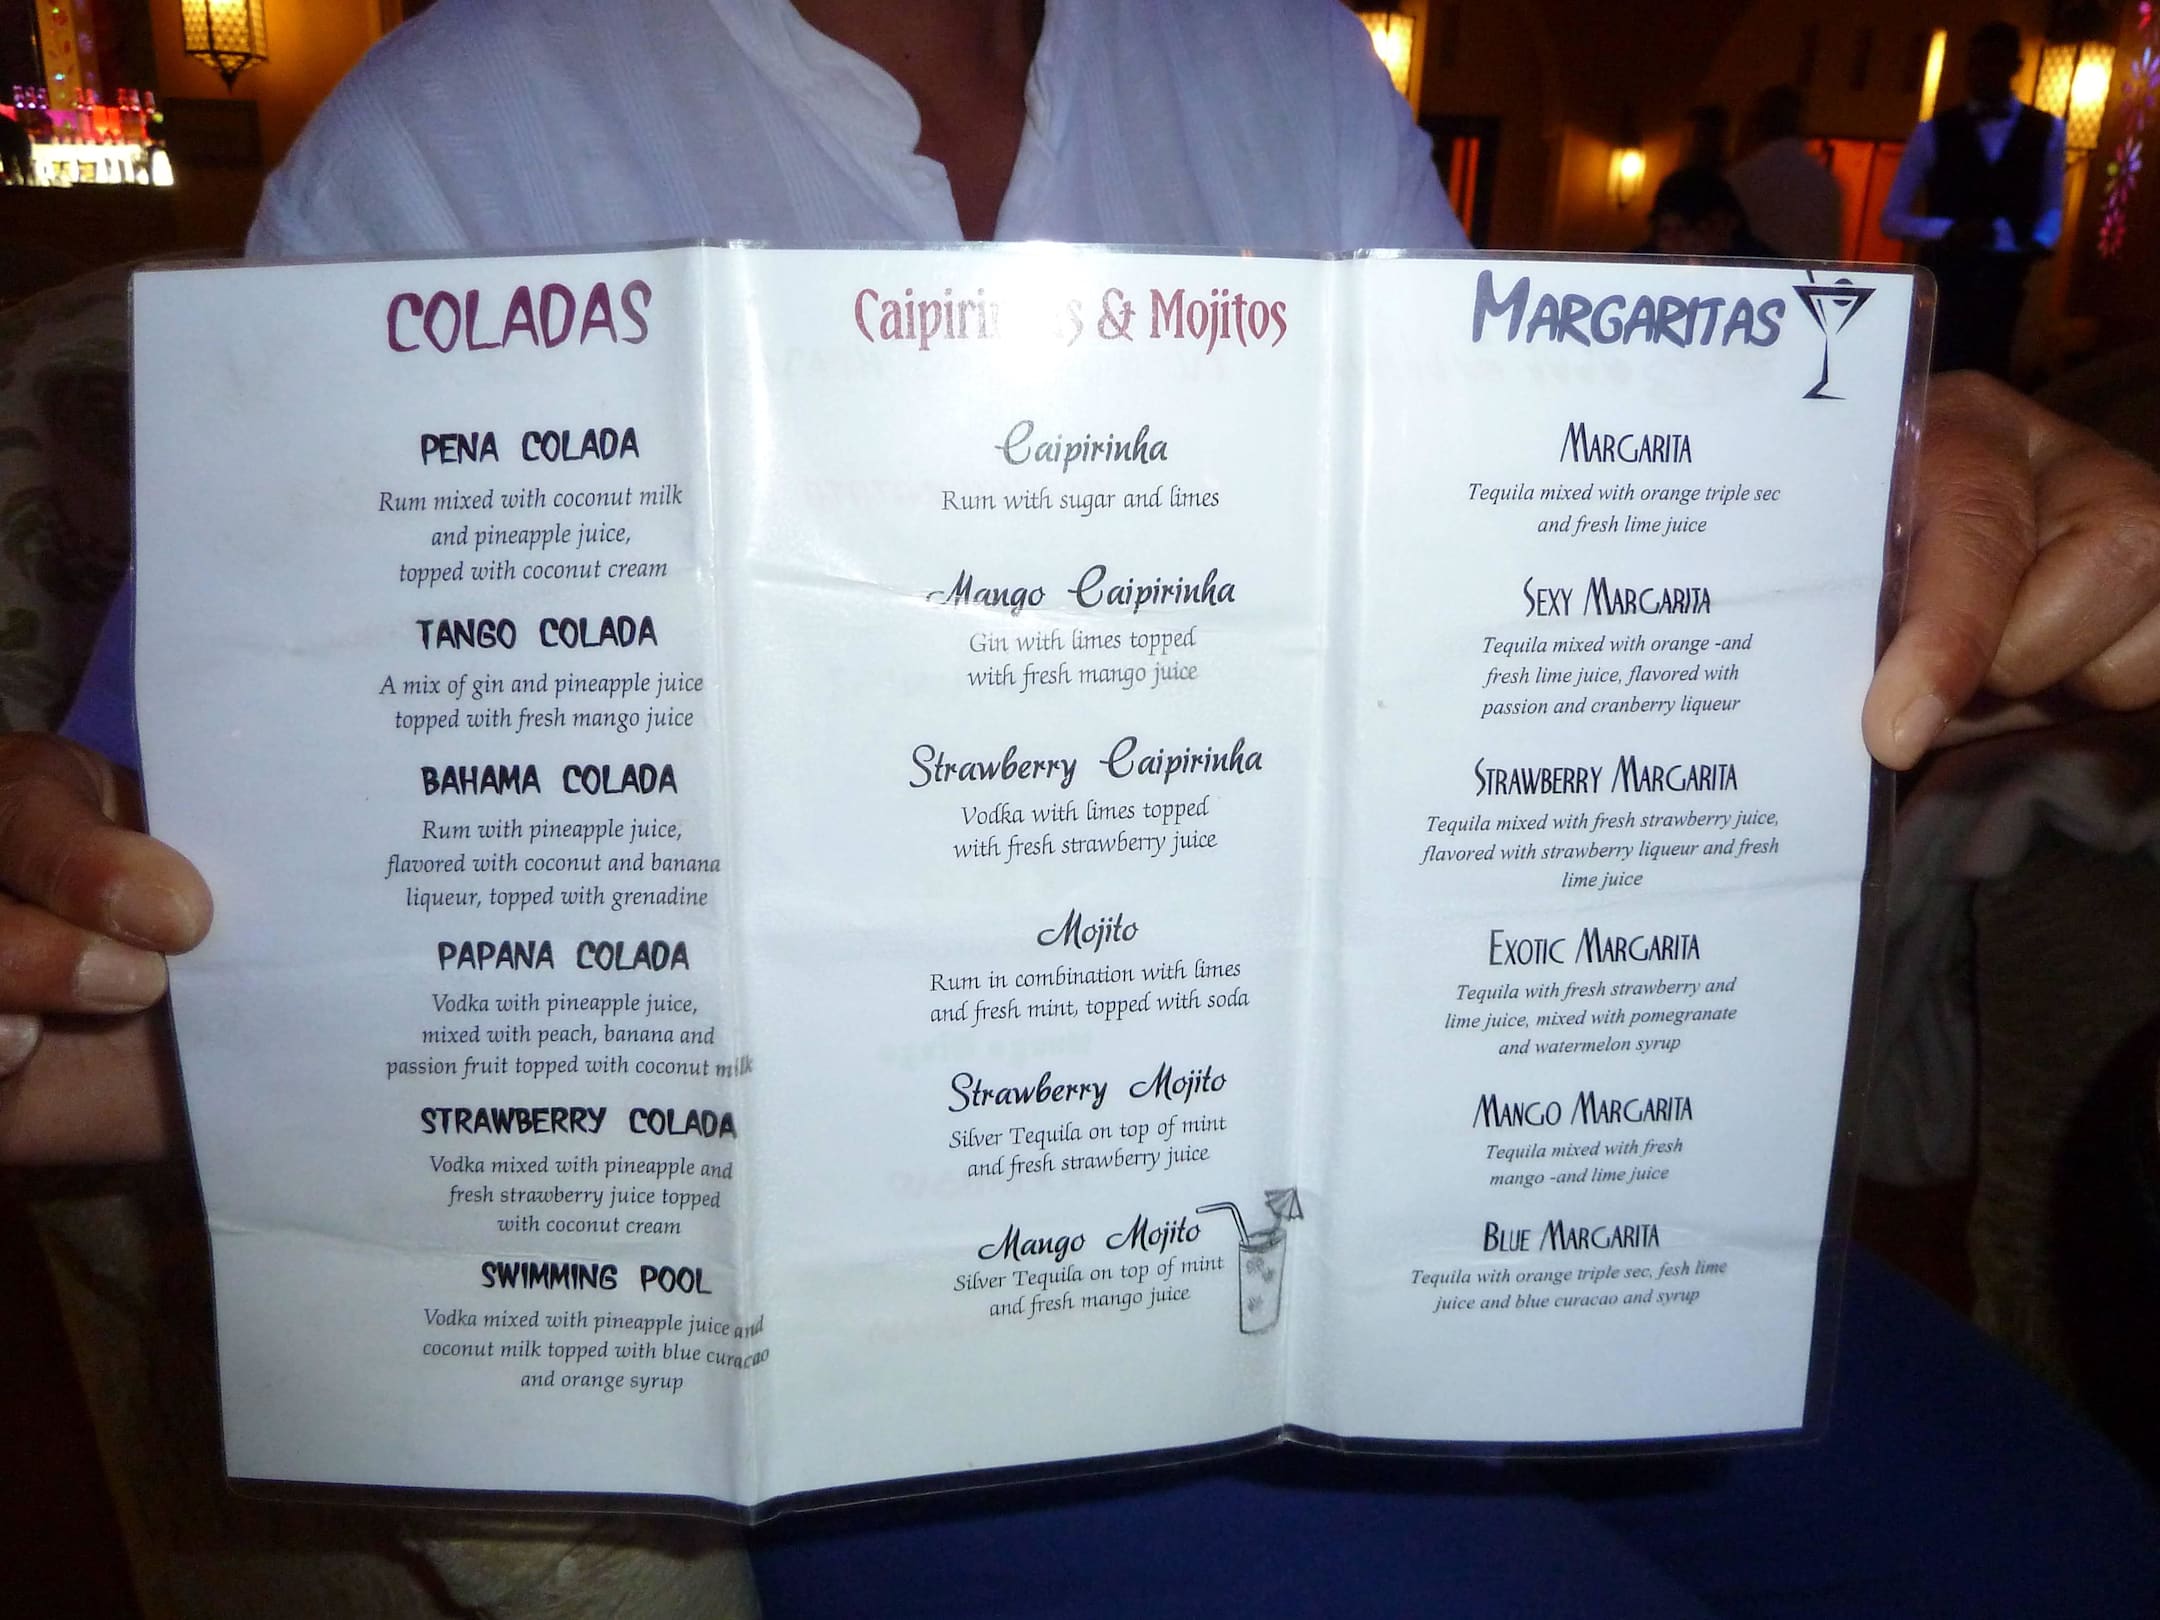 COLADAS
PENA COLADA
Rum mixed with coconut milk
and pineapple juice,
topped with coconut cream
TANGO COLADA
A mix of gin and pineapple juice
topped with fresh mango juice
BAHAMA COLADA
Rum with pineapple juice,
flavored with coconut and banana
liqueur, topped with grenadine
PAPANA COLADA
Vodka with pineapple juice,
mixed with peach, banana and
passion fruit topped with coconut milk
STRAWBERRY COLADA
Vodka mixed with pineapple and
fresh strawberry juice topped
with coconut cream
SWIMMING POOL
Vodka mixed with pineapple juice and
coconut milk topped with blue curacao
and orange syrup
& Mojitos
Caipirinha
Rum with sugar and limes
Mango Caipirinha
Gin with limes topped
with fresh mango juice
Strawberry Caipirinha
Vodka with limes topped
with fresh strawberry juice
Mojito
Rum in combination with limes
and fresh mint, topped with soda
Strawberry Mojito
Silver Tequila on top of mint
and fresh strawberry juice
Mango Mojito
Silver Tequila on top of mint
and fresh mango juice
MARGARITAS
MARGARITA
Tequila mixed with orange triple sec
and fresh lime juice
SEXY MARGARITA
Tequila mixed with orange -and
fresh lime juice, flavored with
passion and cranberry liqueur
STRAWBERRY MARGARITA
Tequila mixed with fresh strawberry juice,
flavored with strawberry liqueur and fresh
lime juice
EXOTIC MARGARITA
Tequila with fresh strawberry and
lime juice, mixed with pomegranate
and watermelon syrup
MANGO MARGARITA
Tequila mixed with fresh
mango -and lime juice
BLUE MARGARITA
Tequila with orange triple sec, fesh lime
juice and blue curacao and syrup